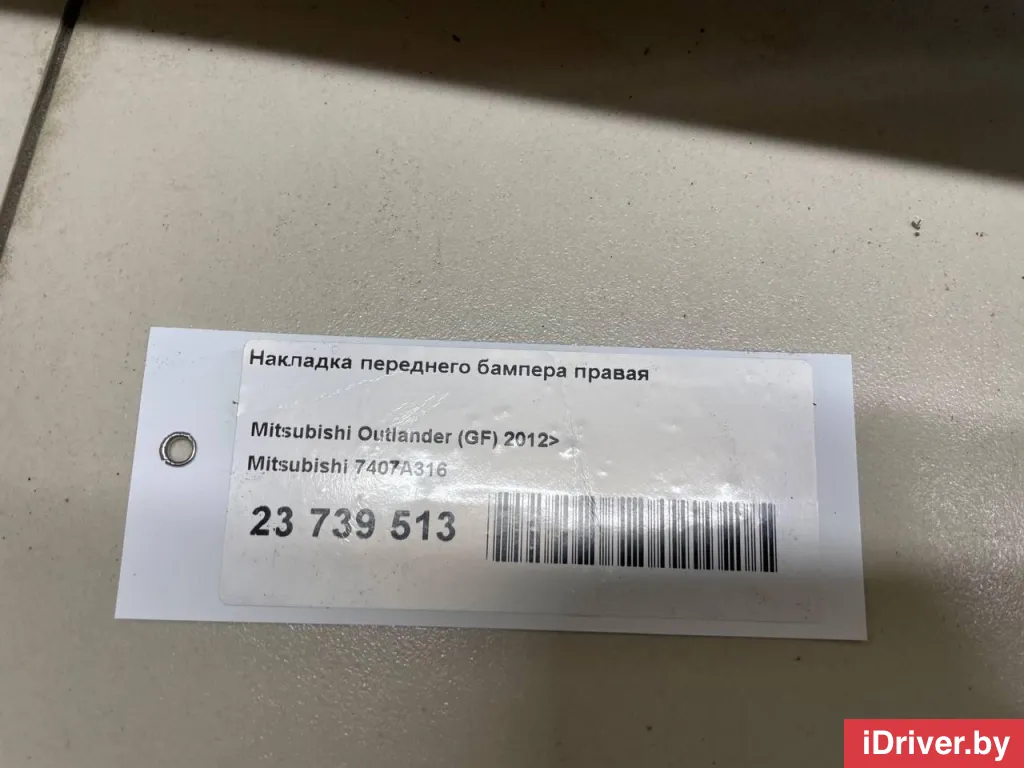 Накладка переднего бампера правая
Mitsubishi Outlander (GF) 2012>
Mitsubishi 7407A316
23 739 513
iDriver.by